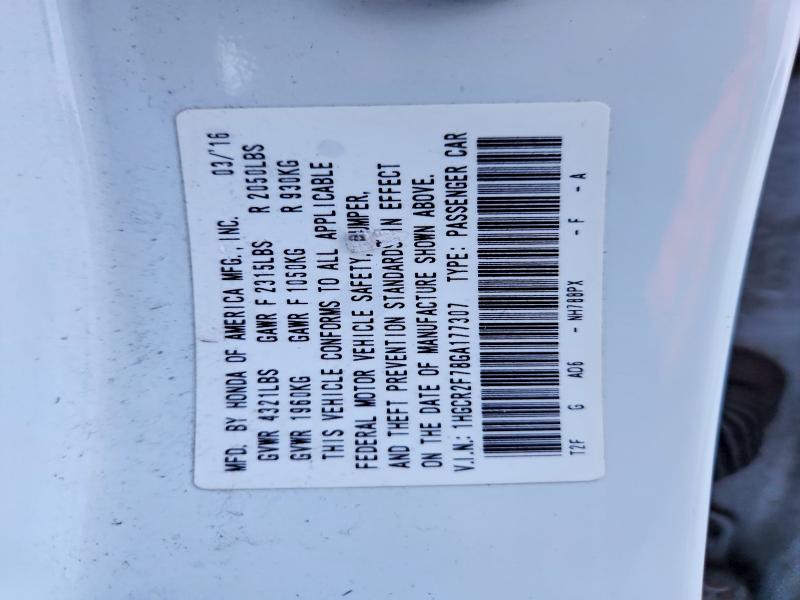 MFD. BY HONDA OF AMERICA MFG., INC. 03/'16
GVWR 4321LBS GAWR F 2315LBS R 2050LBS
GVWR 1960KG GAWR F 1050KG R 930KG
THIS VEHICLE CONFORMS TO ALL APPLICABLE
FEDERAL MOTOR VEHICLE SAFETY, BUMPER,
AND THEFT PREVENTION STANDARDS IN EFFECT
ON THE DATE OF MANUFACTURE SHOWN ABOVE.
V.I.N.: 1HGCR2F78GA177307 TYPE: PASSENGER CAR
T2F G AD6 - NH788PX - F - A